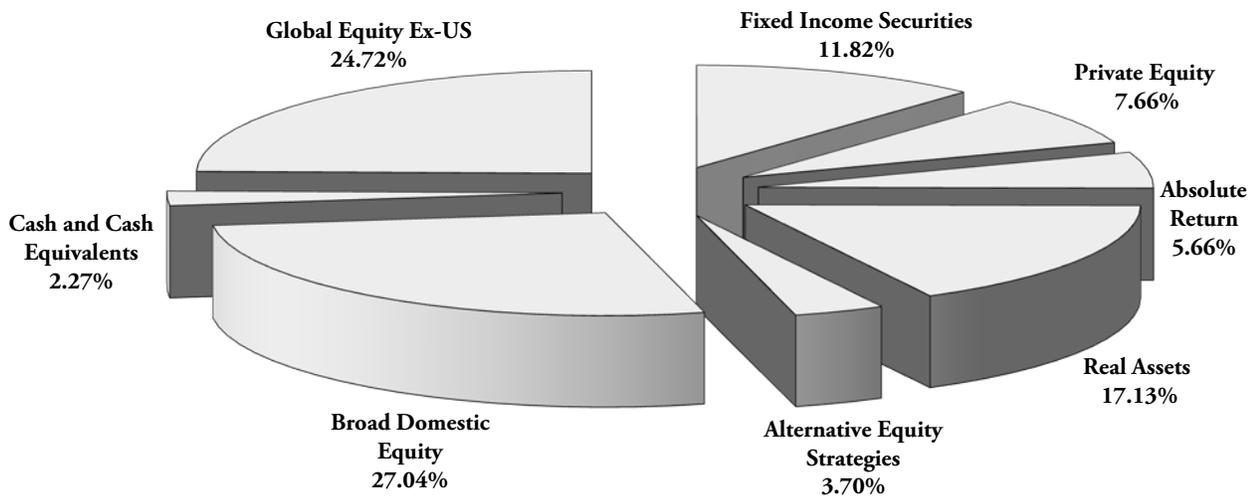 Global Equity Ex-US
24.72%
Fixed Income Securities
11.82%
Private Equity
7.66%
Absolute
Return
5.66%
Cash and Cash
Equivalents
2.27%
Real Assets
17.13%
Broad Domestic
Equity
27.04%
Alternative Equity
Strategies
3.70%